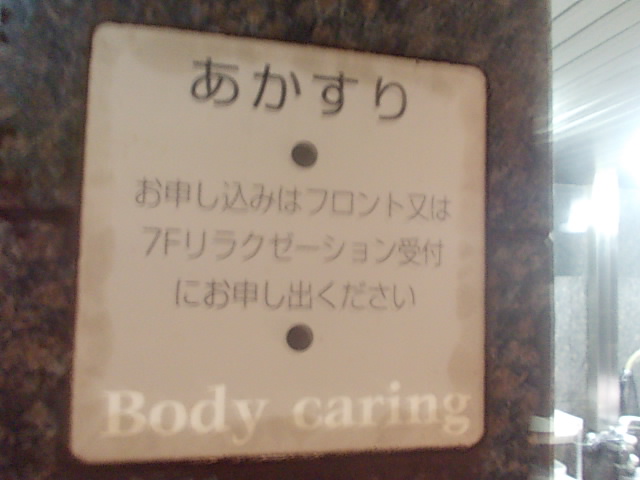 あかすり
お申し込みはフロント又は
7Fリラクゼーション受付
にお申し出ください
Body caring